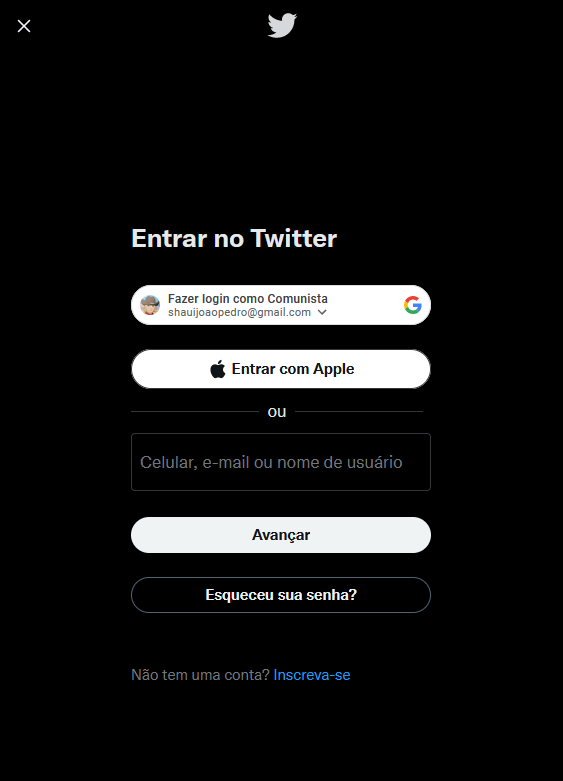 Entrar no Twitter
Fazer login como Comunista
shauijoaopedro@gmail.com
Entrar com Apple
ou
Celular, e-mail ou nome de usuário
Avançar
Esqueceu sua senha?
Não tem uma conta? Inscreva-se